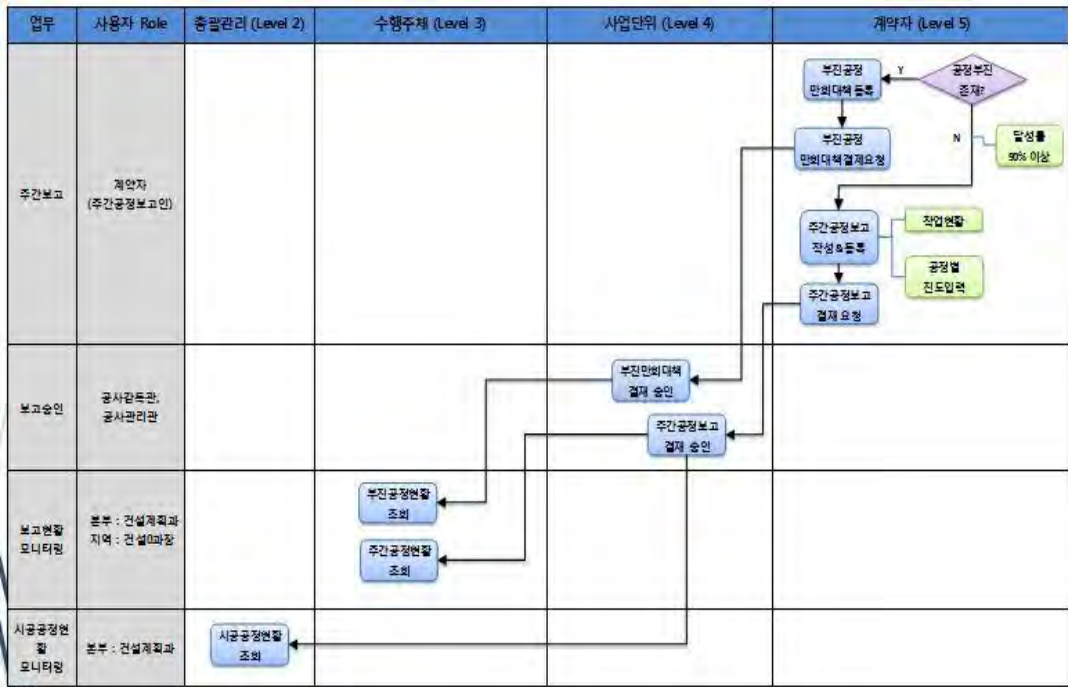 업무 사용자 Role 총괄관리 (Level 2) 수행주체 (Level 3) 사업단위 (Level 4) 계약자 (Level 5)
주간보고
계약자
(주간공정보고인)
공정부진
존재?
Y
부진공정
만회대책 등록
N
달성률
90% 이상
부진공정
만회대책결재요청
주간공정보고
작성&등록
작업현황
공정별
진도입력
주간공정보고
결재 요청
보고승인
공사감독관,
공사관리관
부진만회대책
결재 승인
주간공정보고
결재 승인
보고현황
모니터링
본부 : 건설계획과
지역 : 건설0과장
부진공정현황
조회
주간공정현황
조회
시공공정현
황
모니터링
본부 : 건설계획과
시공공정현황
조회